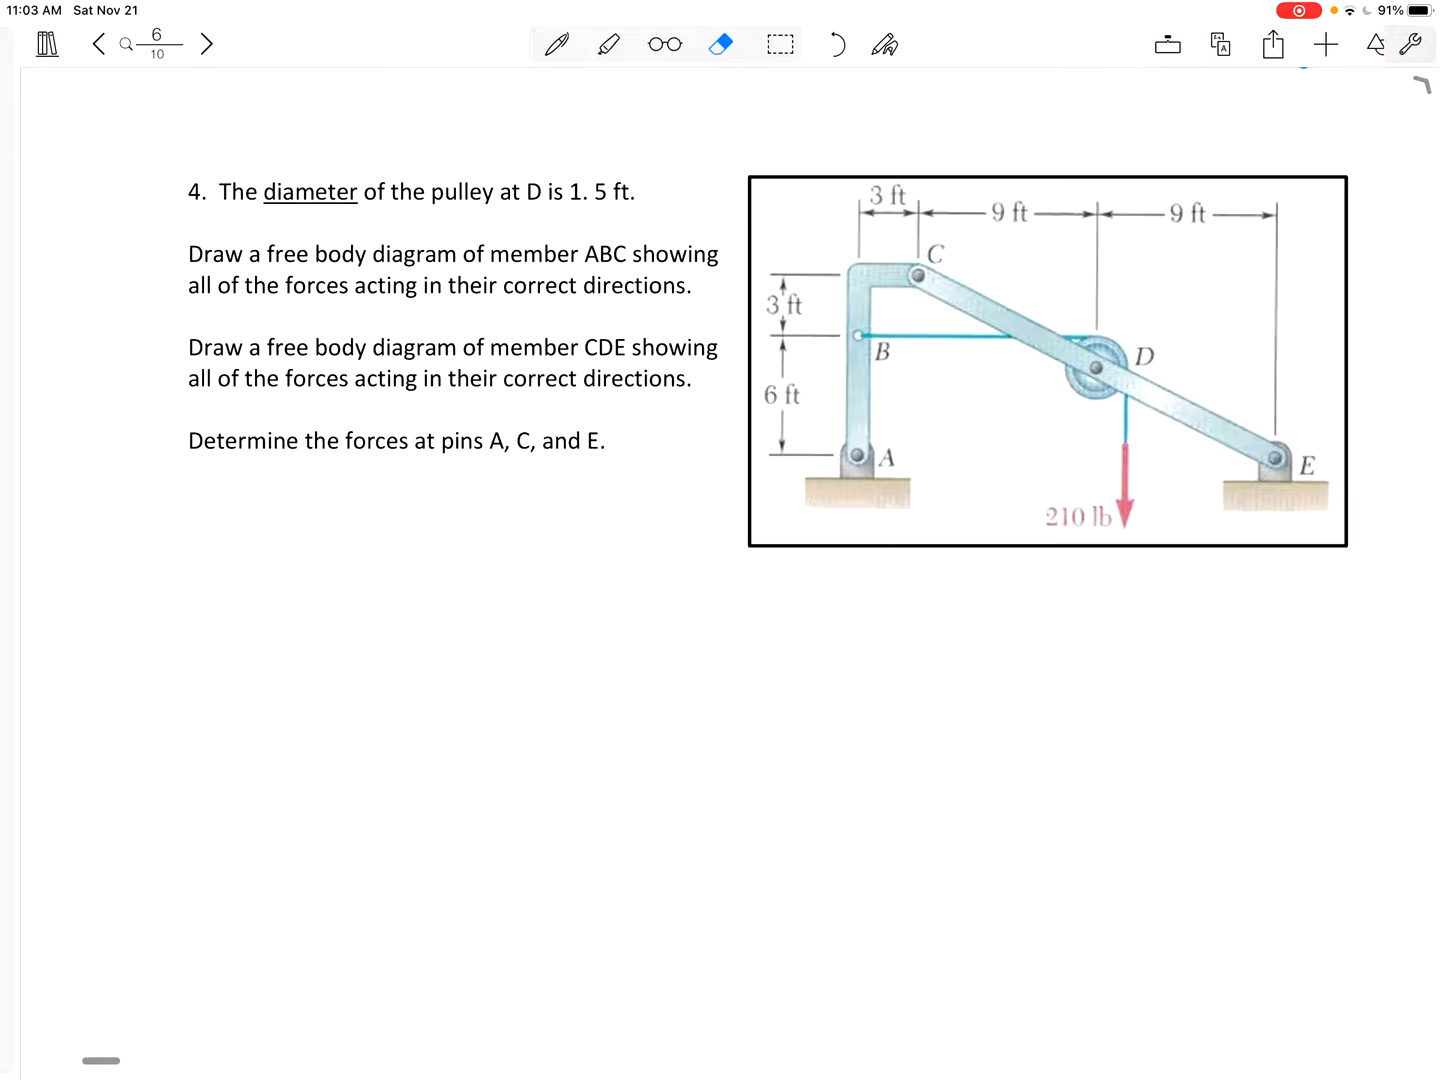 11:03 AM Sat Nov 21
91%
6
10
4. The diameter of the pulley at D is 1. 5 ft.
Draw a free body diagram of member ABC showing
all of the forces acting in their correct directions.
Draw a free body diagram of member CDE showing
all of the forces acting in their correct directions.
Determine the forces at pins A, C, and E.
3 ft
9 ft
9 ft
C
3 ft
B
D
6 ft
A
E
210 lb